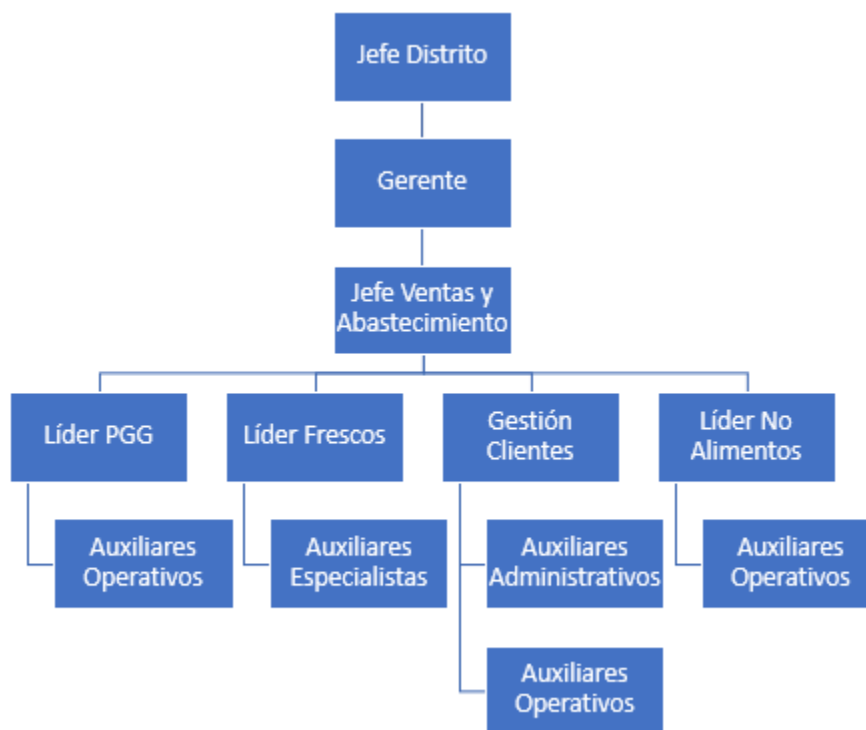 Jefe Distrito
Gerente
Jefe Ventas y
Abastecimiento
Líder PGG
Líder Frescos
Gestión
Clientes
Líder No
Alimentos
Auxiliares
Operativos
Auxiliares
Especialistas
Auxiliares
Administrativos
Auxiliares
Operativos
Auxiliares
Operativos